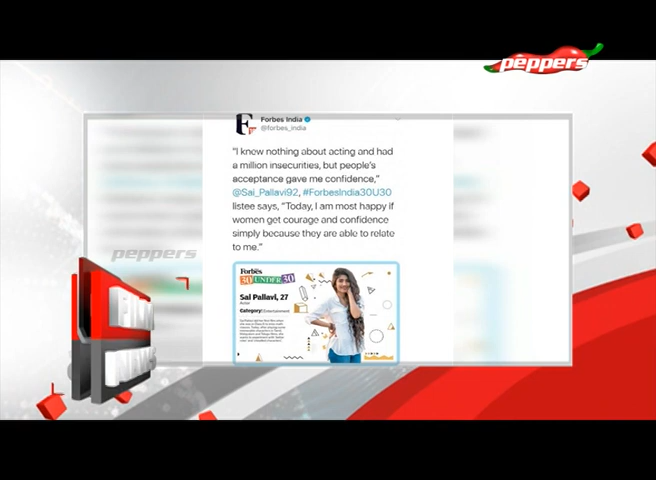 peppers
Forbes India
@forbes_india
"I knew nothing about acting and had
a million insecurities, but people's
acceptance gave me confidence,"
@Sai_Pallavi92, #ForbesIndia30U30
listee says, "Today, I am most happy if
women get courage and confidence
simply because they are able to relate
to me."
peppers
Forbes
30 UNDER 30
Sai Pallavi, 27
Actor
Category: Entertainment